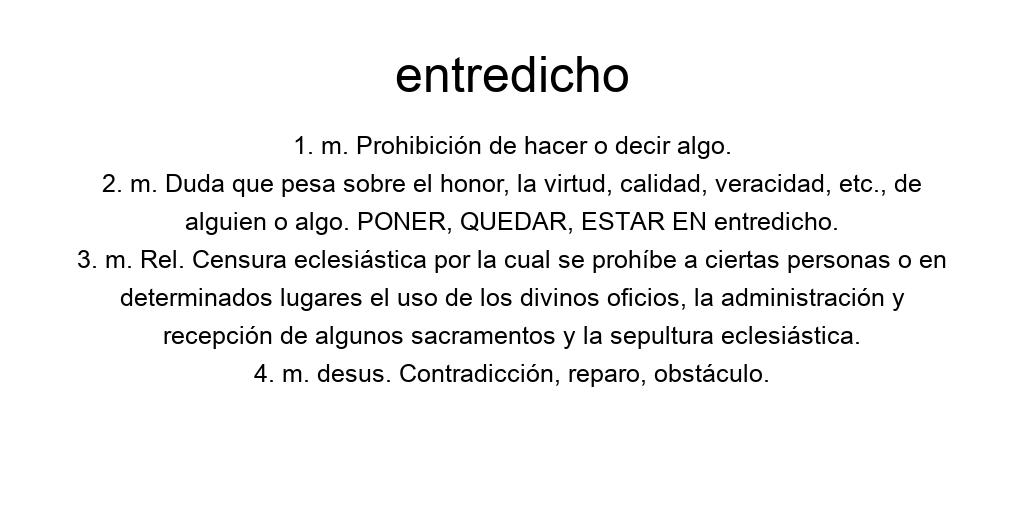 entredicho
1. m. Prohibición de hacer o decir algo.
2. m. Duda que pesa sobre el honor, la virtud, calidad, veracidad, etc., de
alguien o algo. PONER, QUEDAR, ESTAR EN entredicho.
3. m. Rel. Censura eclesiástica por la cual se prohíbe a ciertas personas o en
determinados lugares el uso de los divinos oficios, la administración y
recepción de algunos sacramentos y la sepultura eclesiástica.
4. m. desus. Contradicción, reparo, obstáculo.